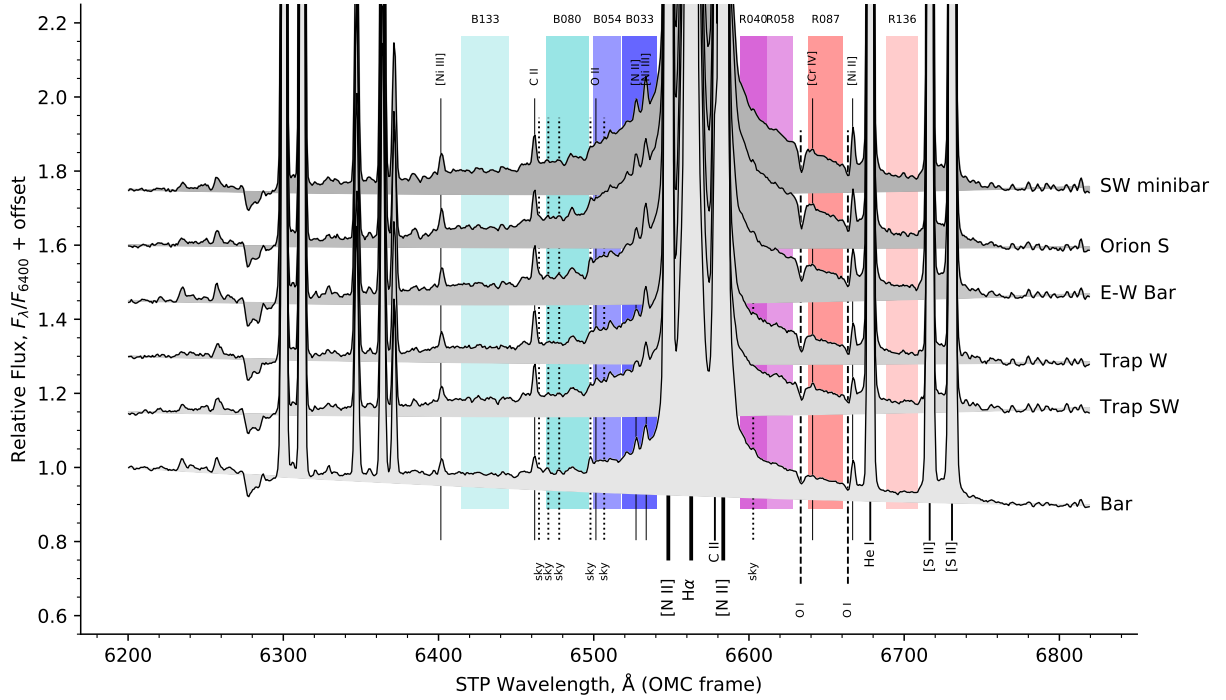 B133
B080
B054
B033
R040
R058
R087
R136
[Ni III]
C II
O II
[N II]
[Ni III]
[Cr IV]
[Ni II]
2.2
2.0
1.8
1.6
1.4
1.2
1.0
0.8
0.6
Relative Flux, Fλ/F6400 + offset
SW minibar
Orion S
E-W Bar
Trap W
Trap SW
Bar
sky
sky
sky
sky
sky
[N II]
Hα
C II
[N II]
sky
O I
O I
He I
[S II]
[S II]
6200
6300
6400
6500
6600
6700
6800
STP Wavelength, Å (OMC frame)